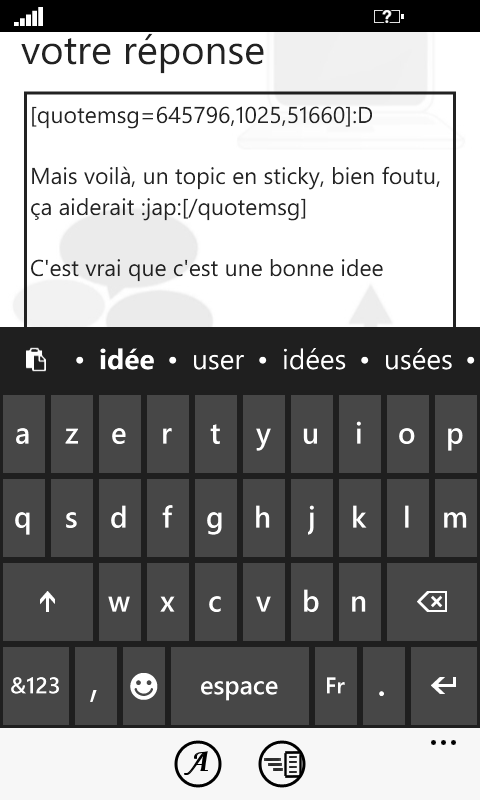 votre réponse
[quotemsg=645796,1025,51660]:D
Mais voilà, un topic en sticky, bien foutu,
ça aiderait :jap:[/quotemsg]
C'est vrai que c'est une bonne idee
• idée • user • idées • usées •
a z e r t y u i o p
q s d f g h j k l m
w x c v b n
&123 , espace Fr .
A